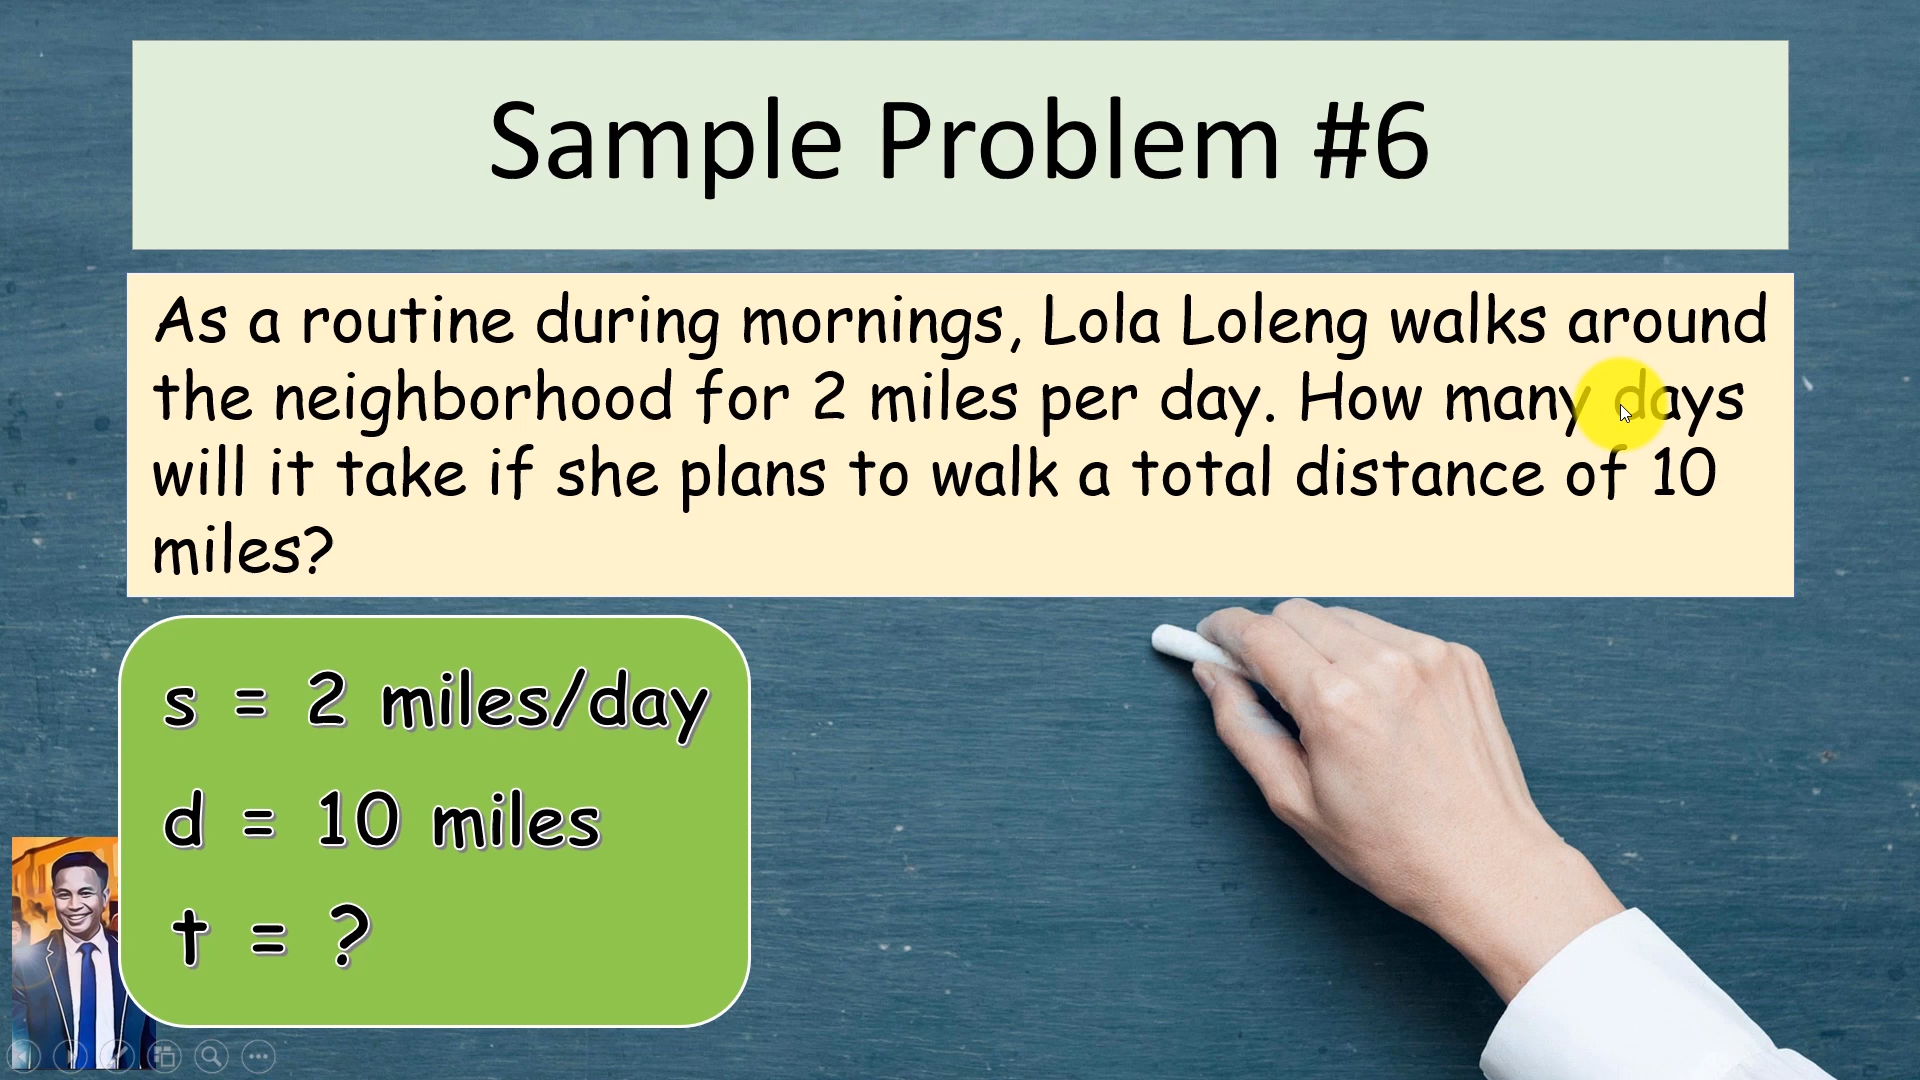 Sample Problem #6
As a routine during mornings, Lola Loleng walks around
the neighborhood for 2 miles per day. How many days
will it take if she plans to walk a total distance of 10
miles?
s = 2 miles/day
d = 10 miles
t = ?